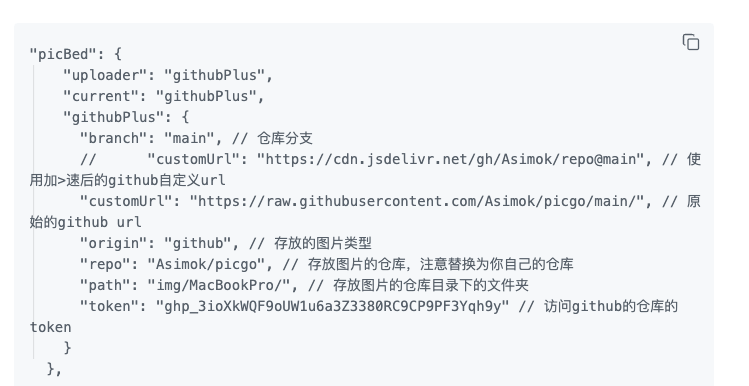 "picBed": {
"uploader": "githubPlus",
"current": "githubPlus",
"githubPlus": {
"branch": "main", // 仓库分支
//      "customUrl": "https://cdn.jsdelivr.net/gh/Asimok/repo@main", // 使
用加>速后的github自定义url
"customUrl": "https://raw.githubusercontent.com/Asimok/picgo/main/", // 原
始的github url
"origin": "github", // 存放的图片类型
"repo": "Asimok/picgo", // 存放图片的仓库，注意替换为你自己的仓库
"path": "img/MacBookPro/", // 存放图片的仓库目录下的文件夹
"token": "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" // 访问github的仓库的
token
}
},